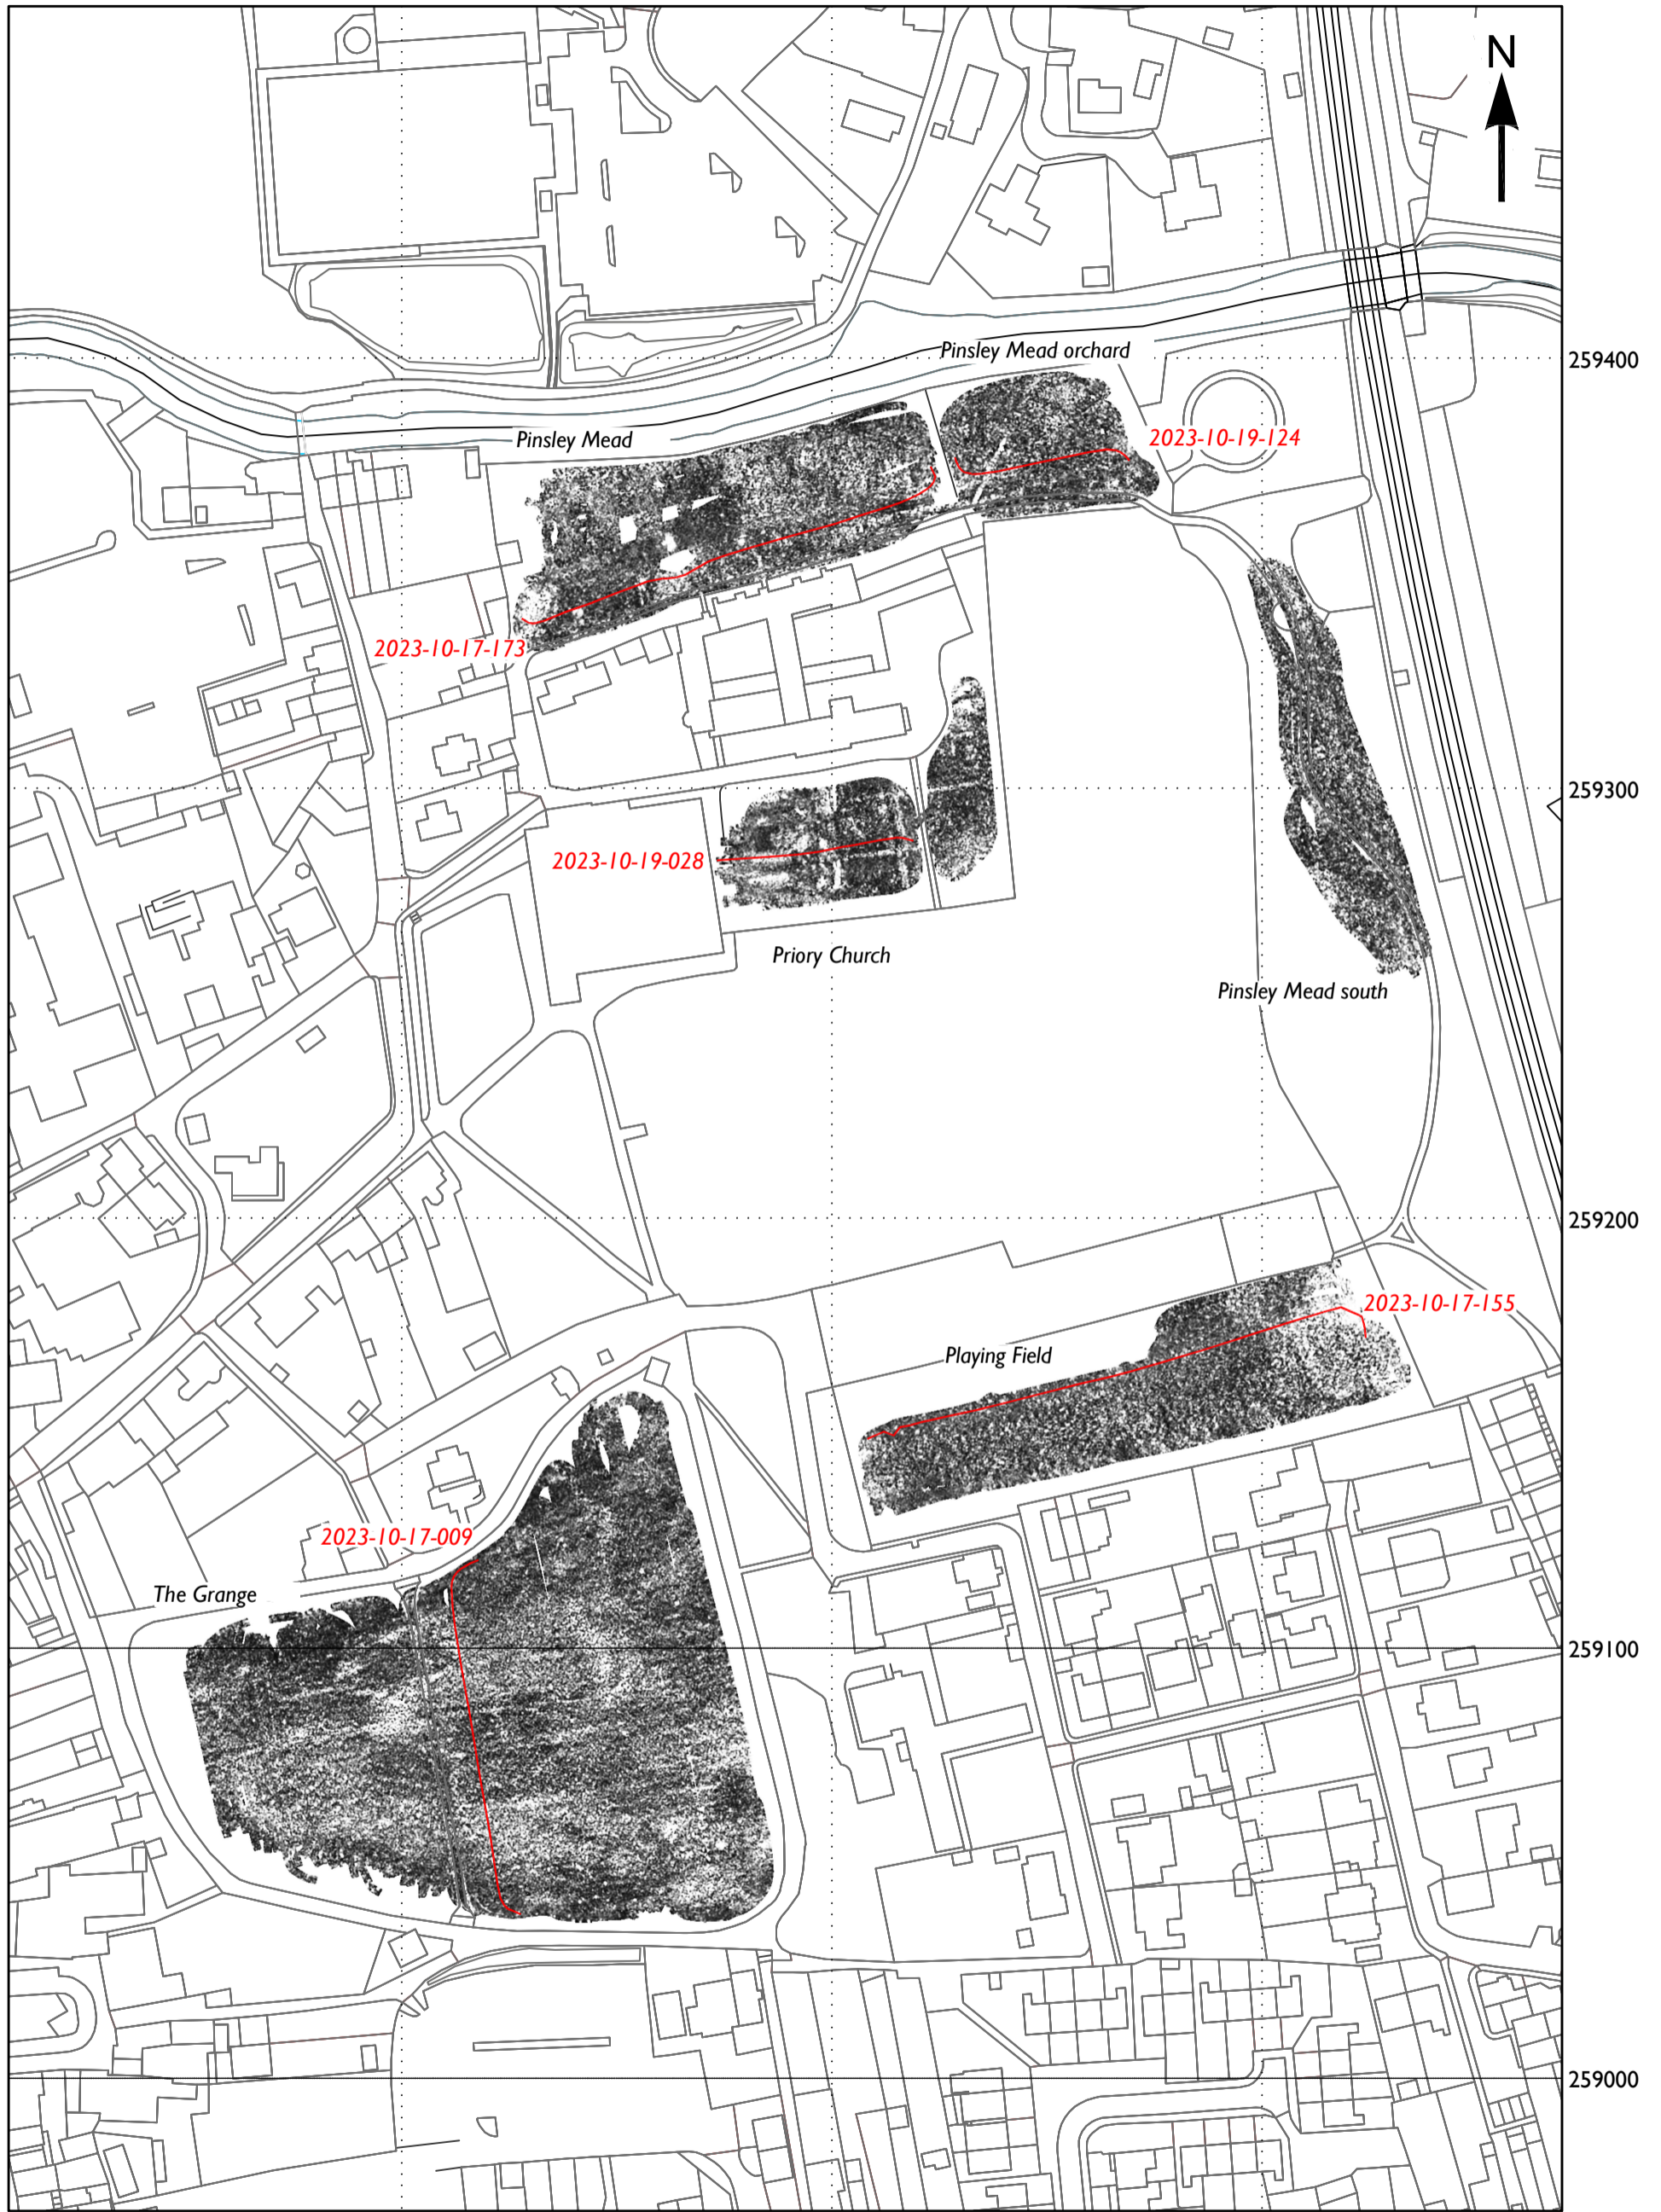 N
Pinsley Mead orchard
259400
2023-10-19-124
Pinsley Mead
2023-10-17-173
259300
2023-10-19-028
Priory Church
Pinsley Mead south
259200
2023-10-17-155
Playing Field
2023-10-17-009
The Grange
259100
259000